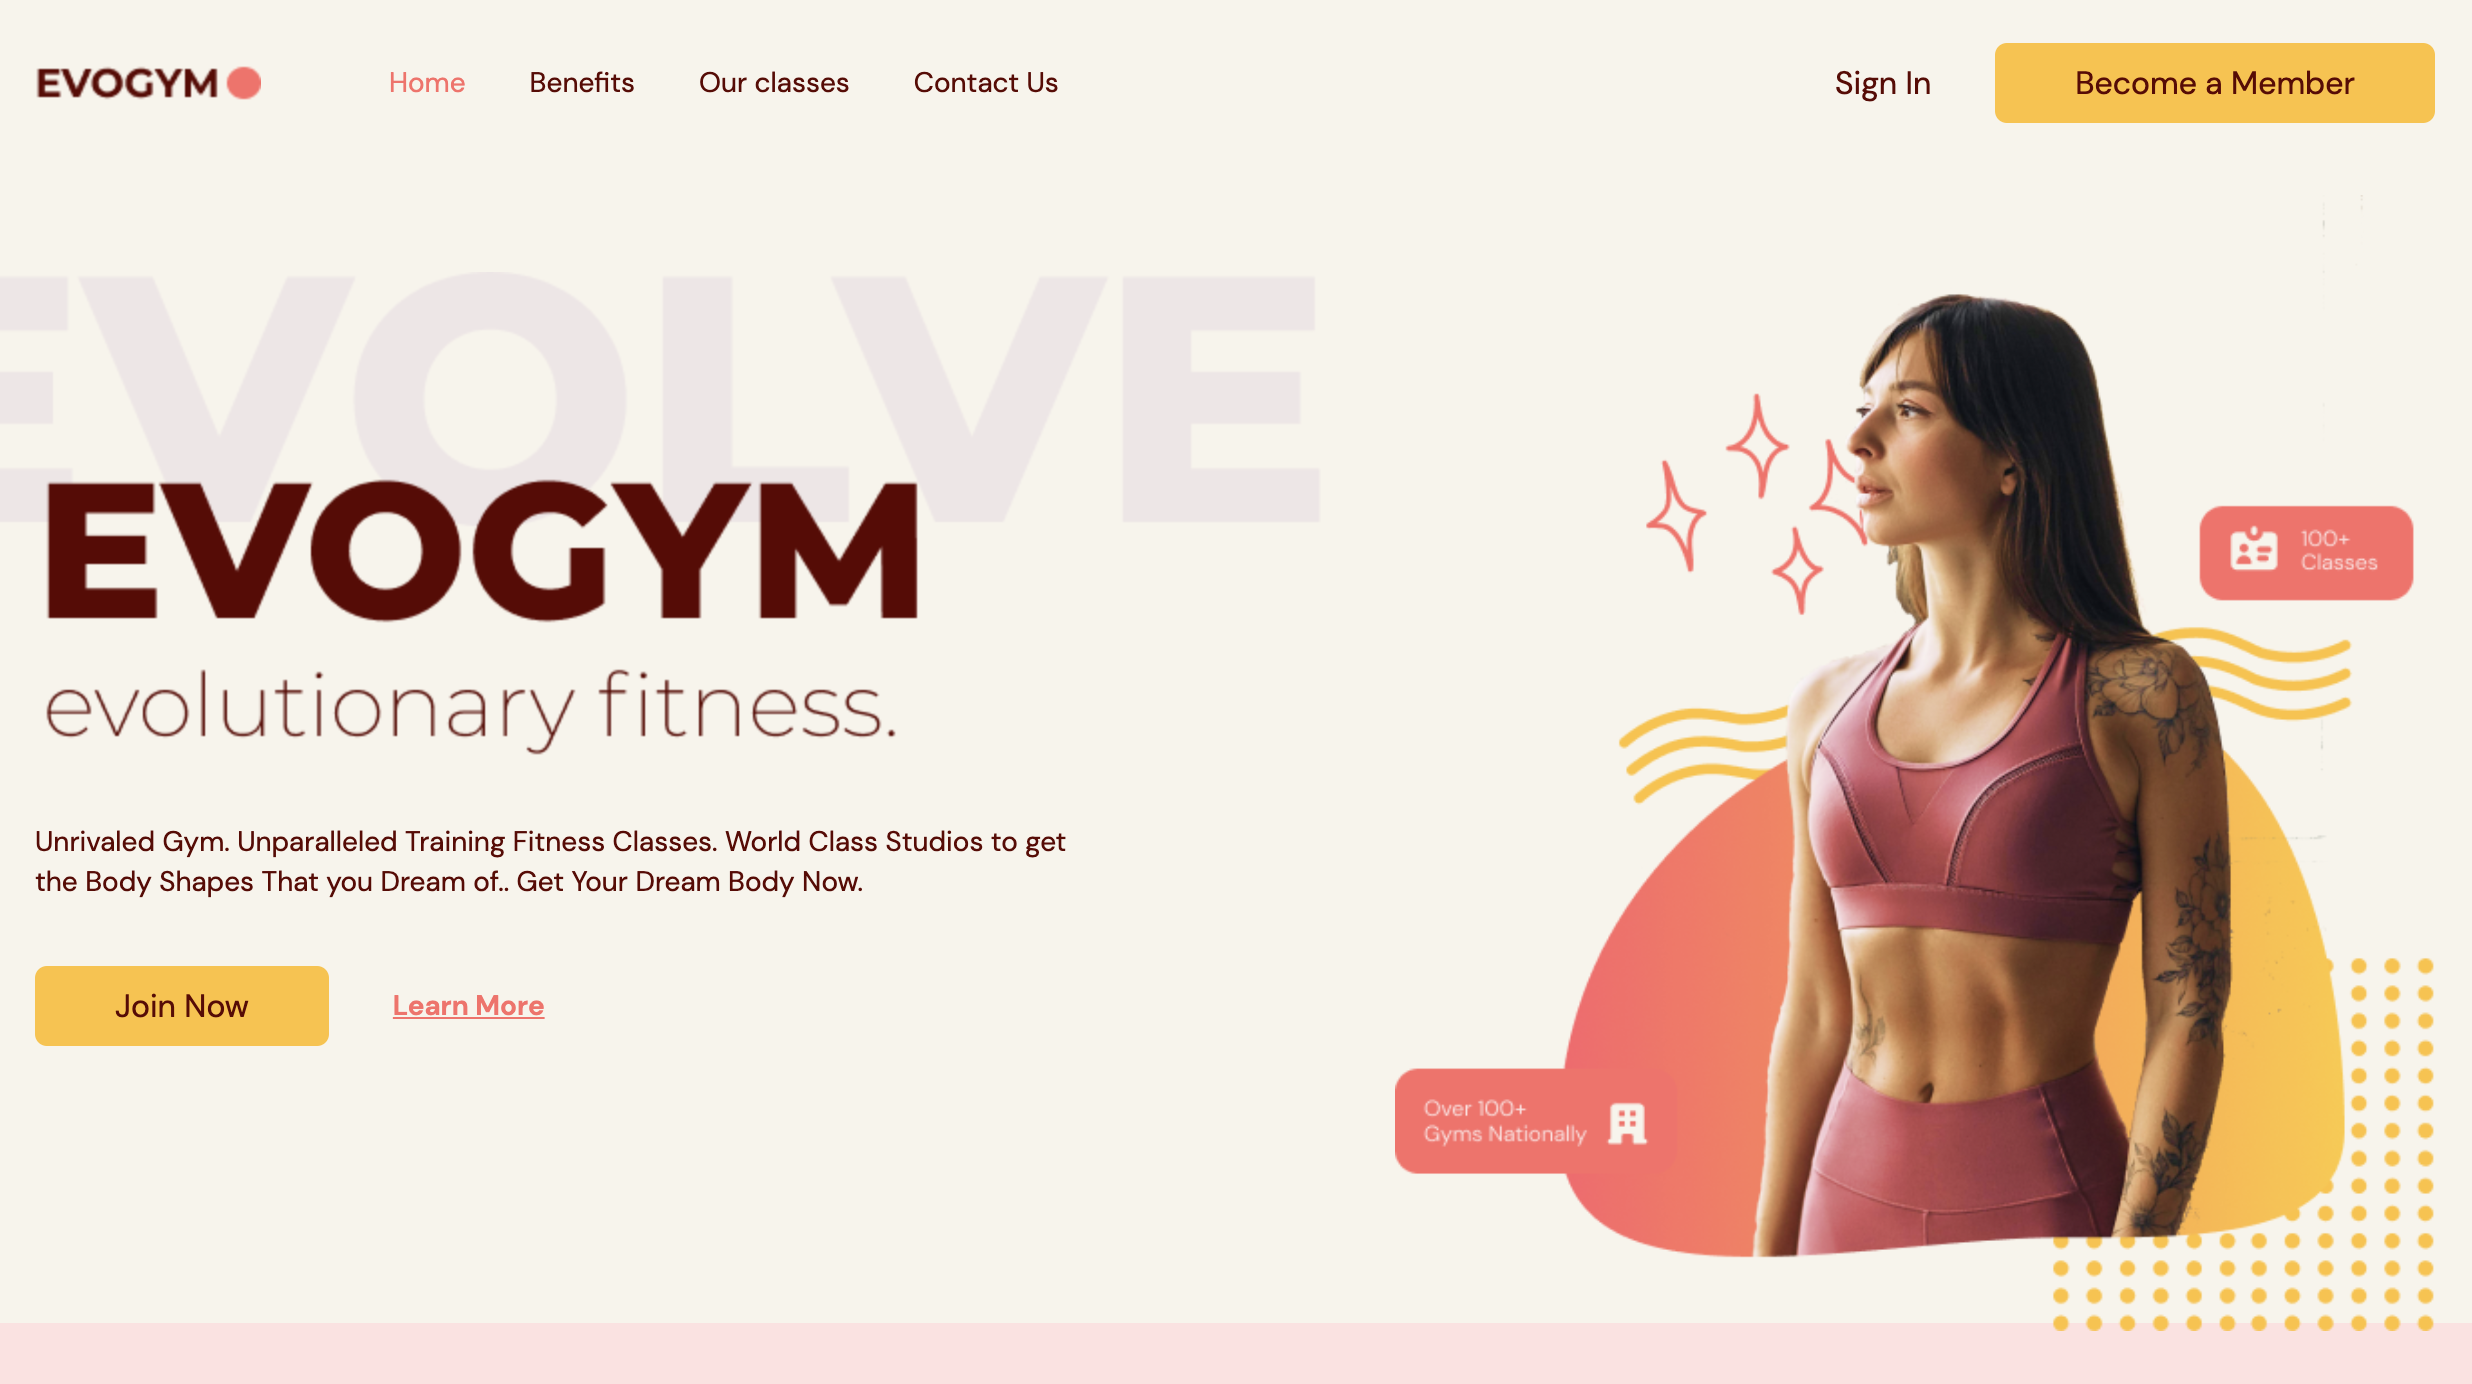 EVOGYM
Home
Benefits
Our classes
Contact Us
Sign In
Become a Member
EVOLVE
EVOGYM
evolutionary fitness.
Unrivaled Gym. Unparalleled Training Fitness Classes. World Class Studios to get
the Body Shapes That you Dream of.. Get Your Dream Body Now.
Join Now
Learn More
100+
Classes
Over 100+
Gyms Nationally